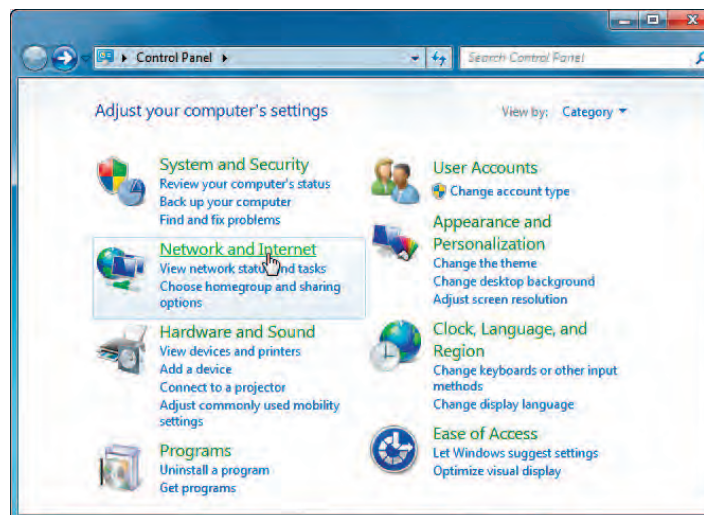 Control Panel
Search Control Panel
Adjust your computer's settings
View by: Category
System and Security
Review your computer's status
Back up your computer
Find and fix problems
Network and Internet
View network status and tasks
Choose homegroup and sharing
options
Hardware and Sound
View devices and printers
Add a device
Connect to a projector
Adjust commonly used mobility
settings
Programs
Uninstall a program
Get programs
User Accounts
Change account type
Appearance and
Personalization
Change the theme
Change desktop background
Adjust screen resolution
Clock, Language, and
Region
Change keyboards or other input
methods
Change display language
Ease of Access
Let Windows suggest settings
Optimize visual display